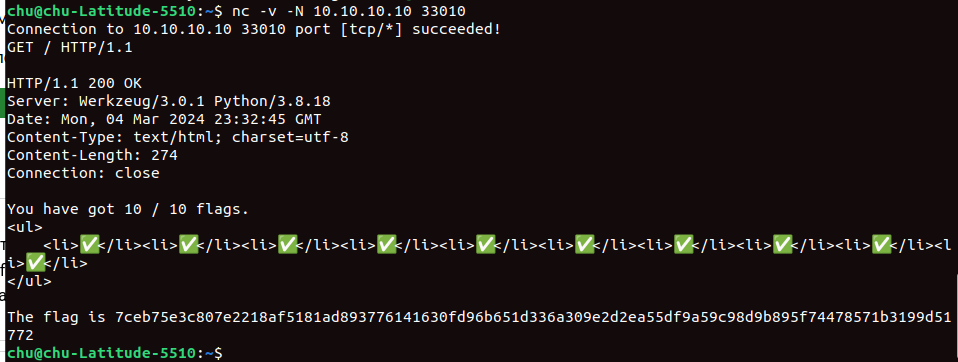 chu@chu-Latitude-5510:~$ nc -v -N 10.10.10.10 33010
Connection to 10.10.10.10 33010 port [tcp/*] succeeded!
GET / HTTP/1.1

HTTP/1.1 200 OK
Server: Werkzeug/3.0.1 Python/3.8.18
Date: Mon, 04 Mar 2024 23:32:45 GMT
Content-Type: text/html; charset=utf-8
Content-Length: 274
Connection: close

You have got 10 / 10 flags.
<ul>
    <li>✅</li><li>✅</li><li>✅</li><li>✅</li><li>✅</li><li>✅</li><li>✅</li><li>✅</li><li>✅</li><l
i>✅</li>
</ul>

The flag is 7ceb75e3c807e2218af5181ad893776141630fd96b651d336a309e2d2ea55df9a59c98d9b895f74478571b3199d51
772
chu@chu-Latitude-5510:~$